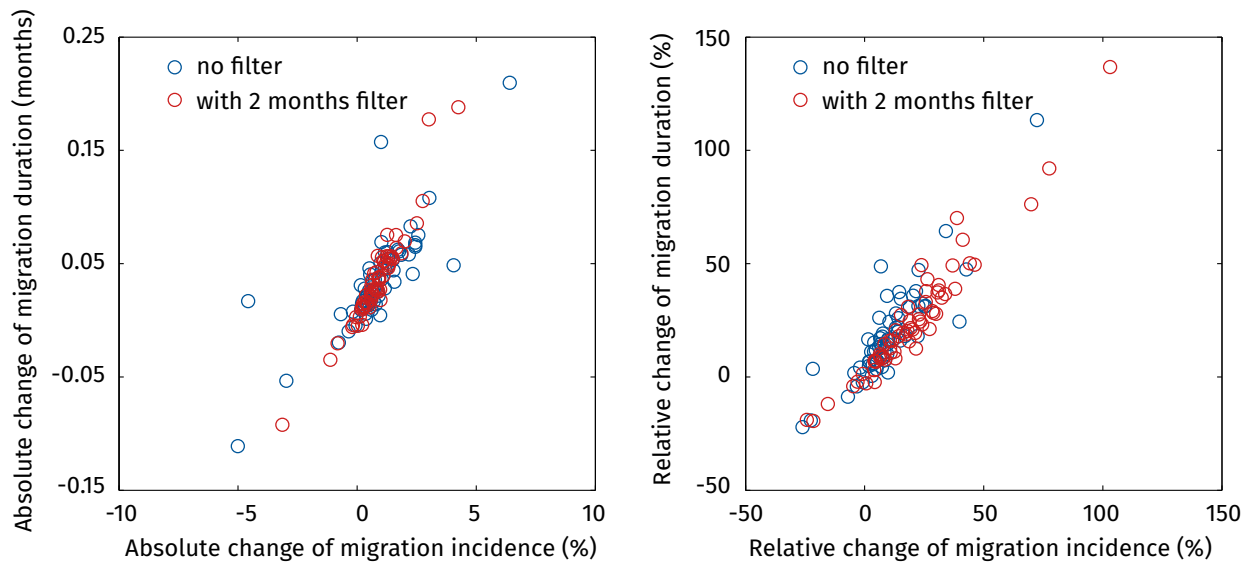 Absolute change of migration duration (months)
0.25
0.15
0.05
-0.05
-0.15
-10
-5
0
5
10
Absolute change of migration incidence (%)
no filter
with 2 months filter
Relative change of migration duration (%)
150
100
50
0
-50
-50
0
50
100
150
Relative change of migration incidence (%)
no filter
with 2 months filter